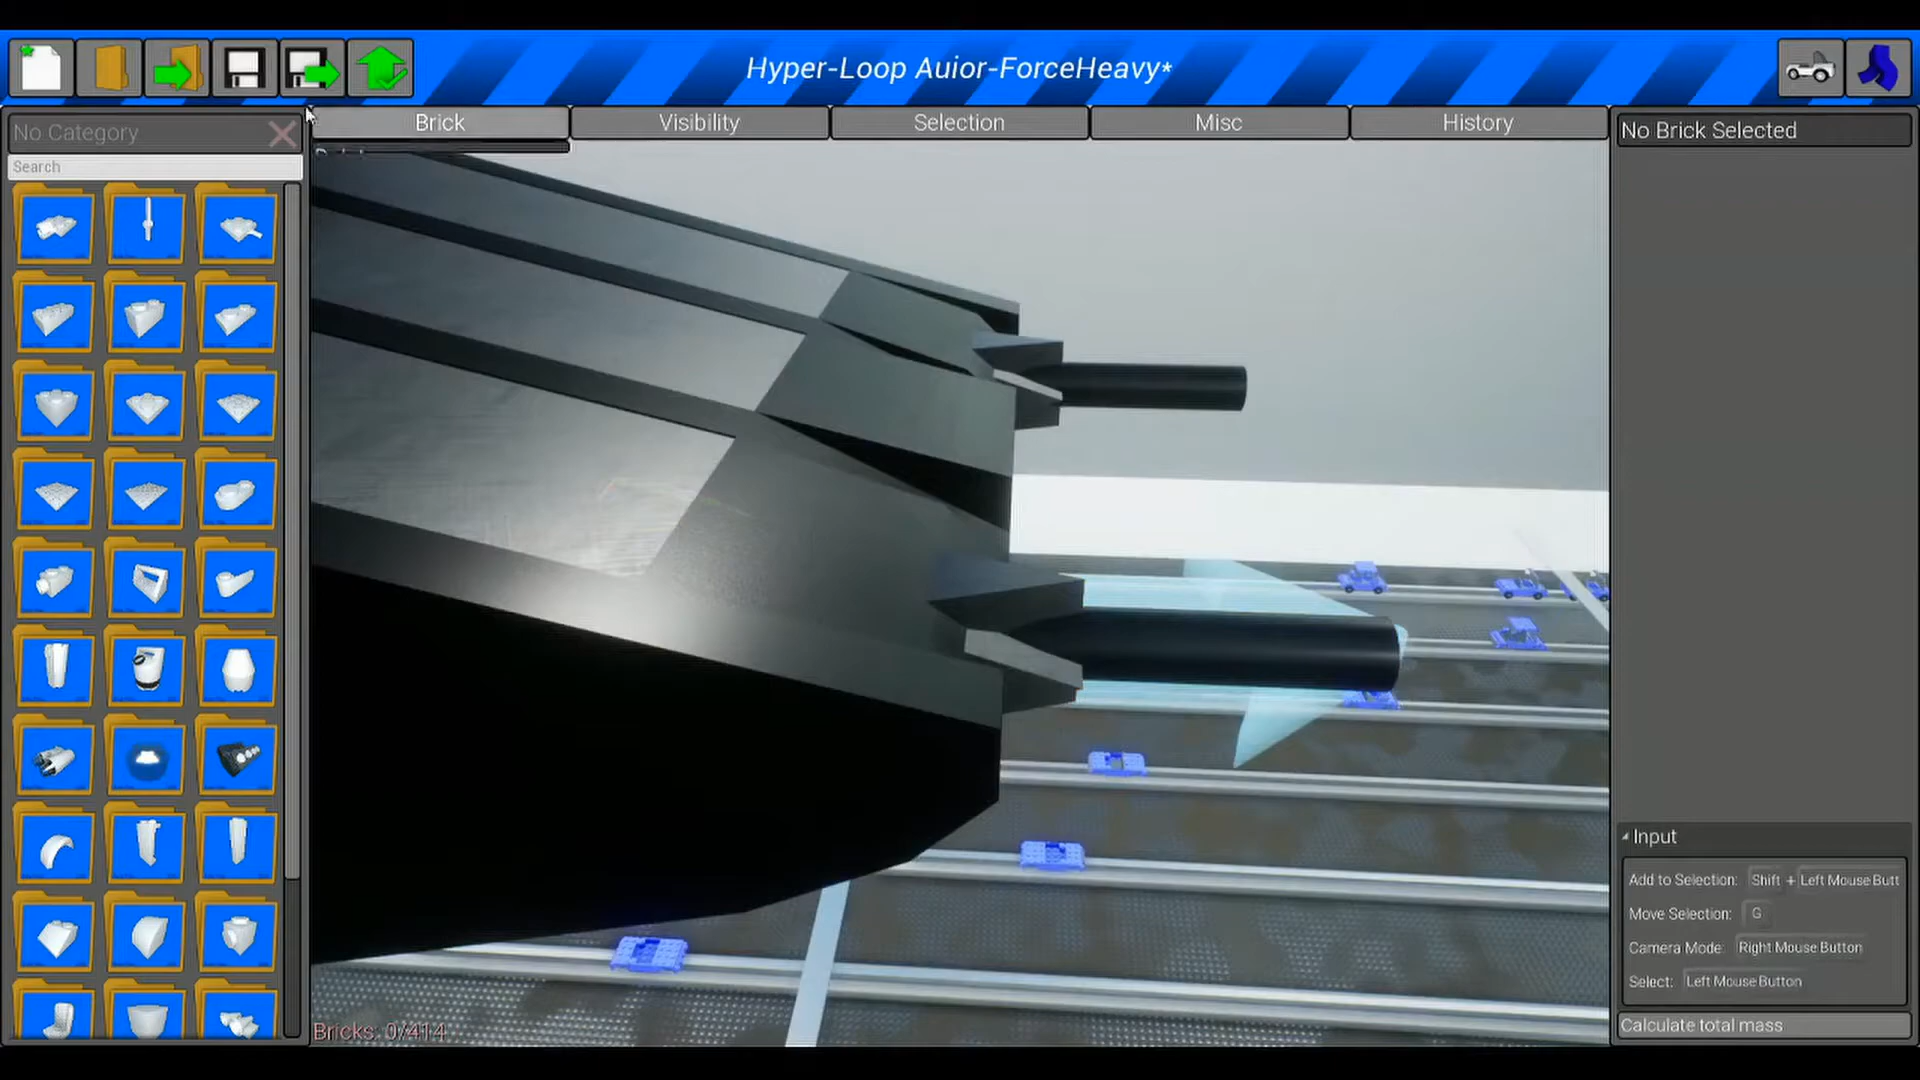 Hyper-Loop Auior-ForceHeavy*
No Category
Search
Brick
Visibility
Selection
Misc
History
No Brick Selected
Input
Add to Selection: Shift + Left Mouse Butt
Move Selection: G
Camera Mode: Right Mouse Button
Select: Left Mouse Button
Calculate total mass
Bricks: 0/414